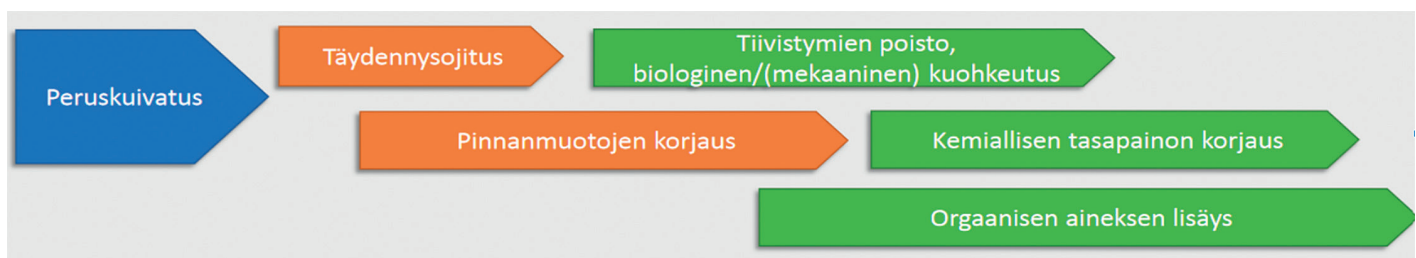 Peruskuivatus
Täydennysojitus
Tiivistymien poisto,
biologinen/(mekaaninen) kuohkeutus
Pinnanmuotojen korjaus
Kemiallisen tasapainon korjaus
Orgaanisen aineksen lisäys